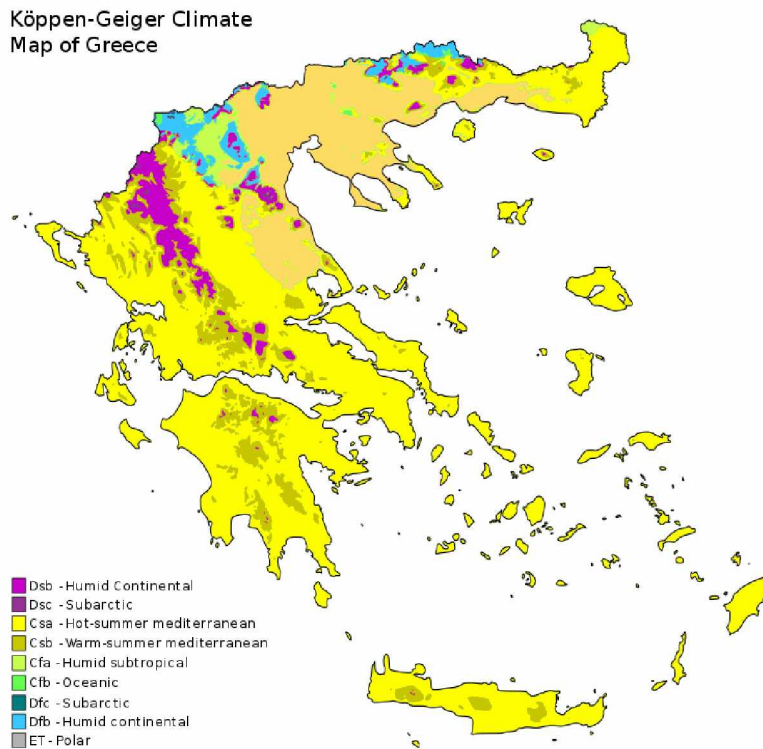 Köppen-Geiger Climate
Map of Greece
Dsb - Humid Continental
Dsc - Subarctic
Csa - Hot-summer mediterranean
Csb - Warm-summer mediterranean
Cfa - Humid subtropical
Cfb - Oceanic
Dfc - Subarctic
Dfb - Humid continental
ET - Polar